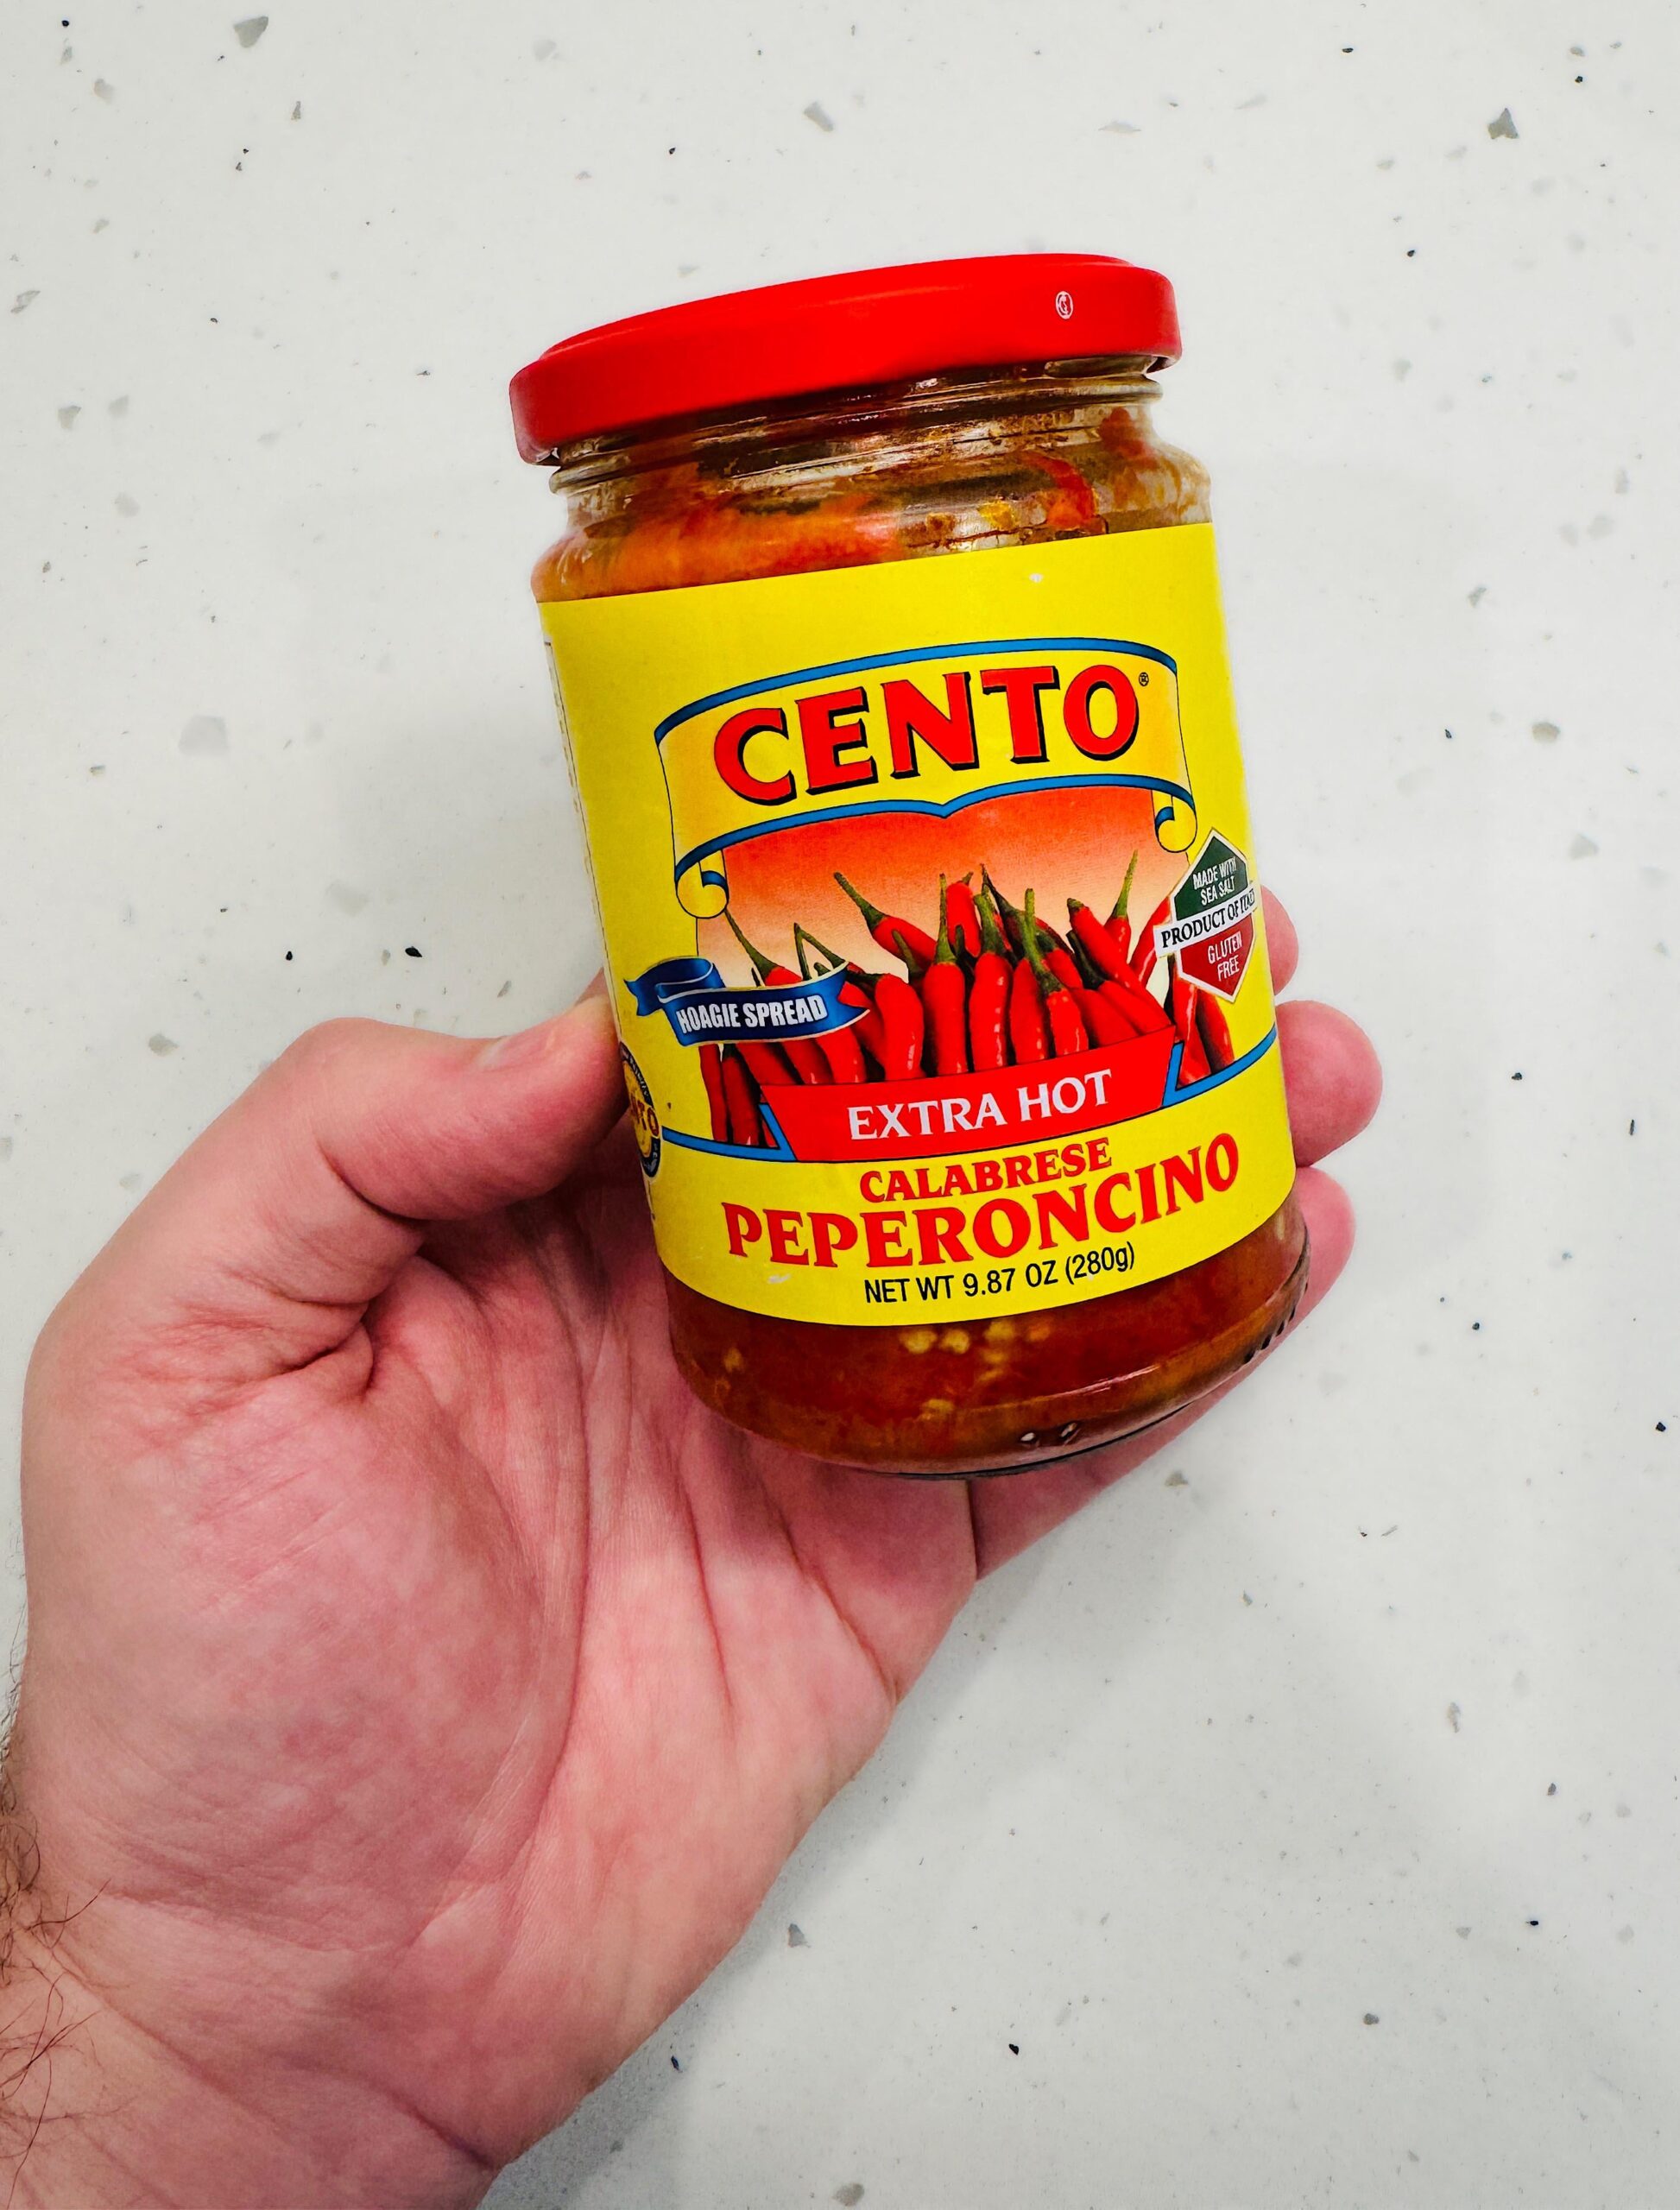 CENTO®
MADE WITH
SEA SALT
PRODUCT OF ITALY
GLUTEN
FREE
HOAGIE SPREAD
EXTRA HOT
CALABRESE
PEPERONCINO
NET WT 9.87 OZ (280g)